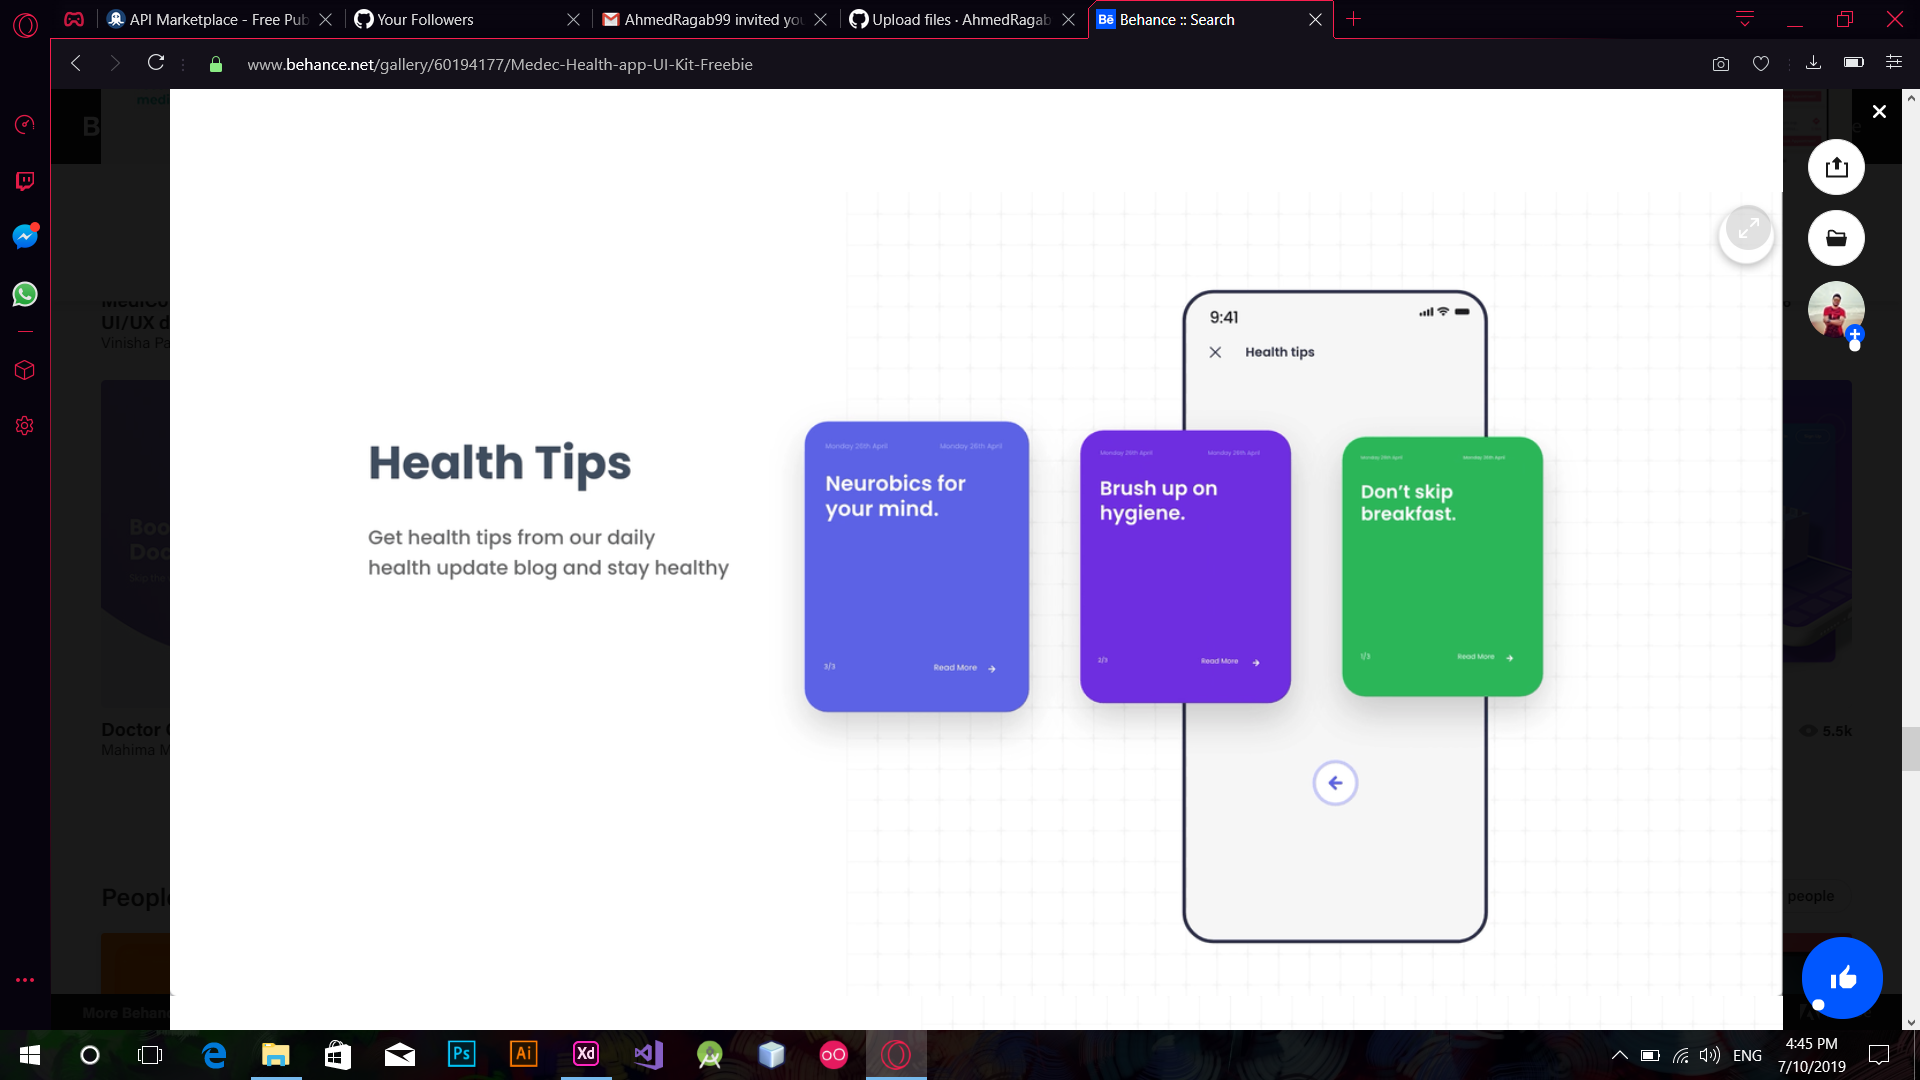 API Marketplace - Free Pub
Your Followers
AhmedRagab99 invited you
Upload files · AhmedRagab
Behance :: Search
www.behance.net/gallery/60194177/Medec-Health-app-UI-Kit-Freebie
UI/UX d
Vinisha Pa
Health Tips
Get health tips from our daily
health update blog and stay healthy
9:41
Health tips
Monday 26th April
Monday 26th April
Neurobics for
your mind.
3/3
Read More
Monday 26th April
Monday 26th April
Brush up on
hygiene.
2/3
Read More
Monday 26th April
Monday 26th April
Don't skip
breakfast.
1/3
Read More
Boo
Doc
Doctor
Mahima M
5.5k
People
people
More Behan
Ps
Ai
Xd
ENG
4:45 PM
7/10/2019